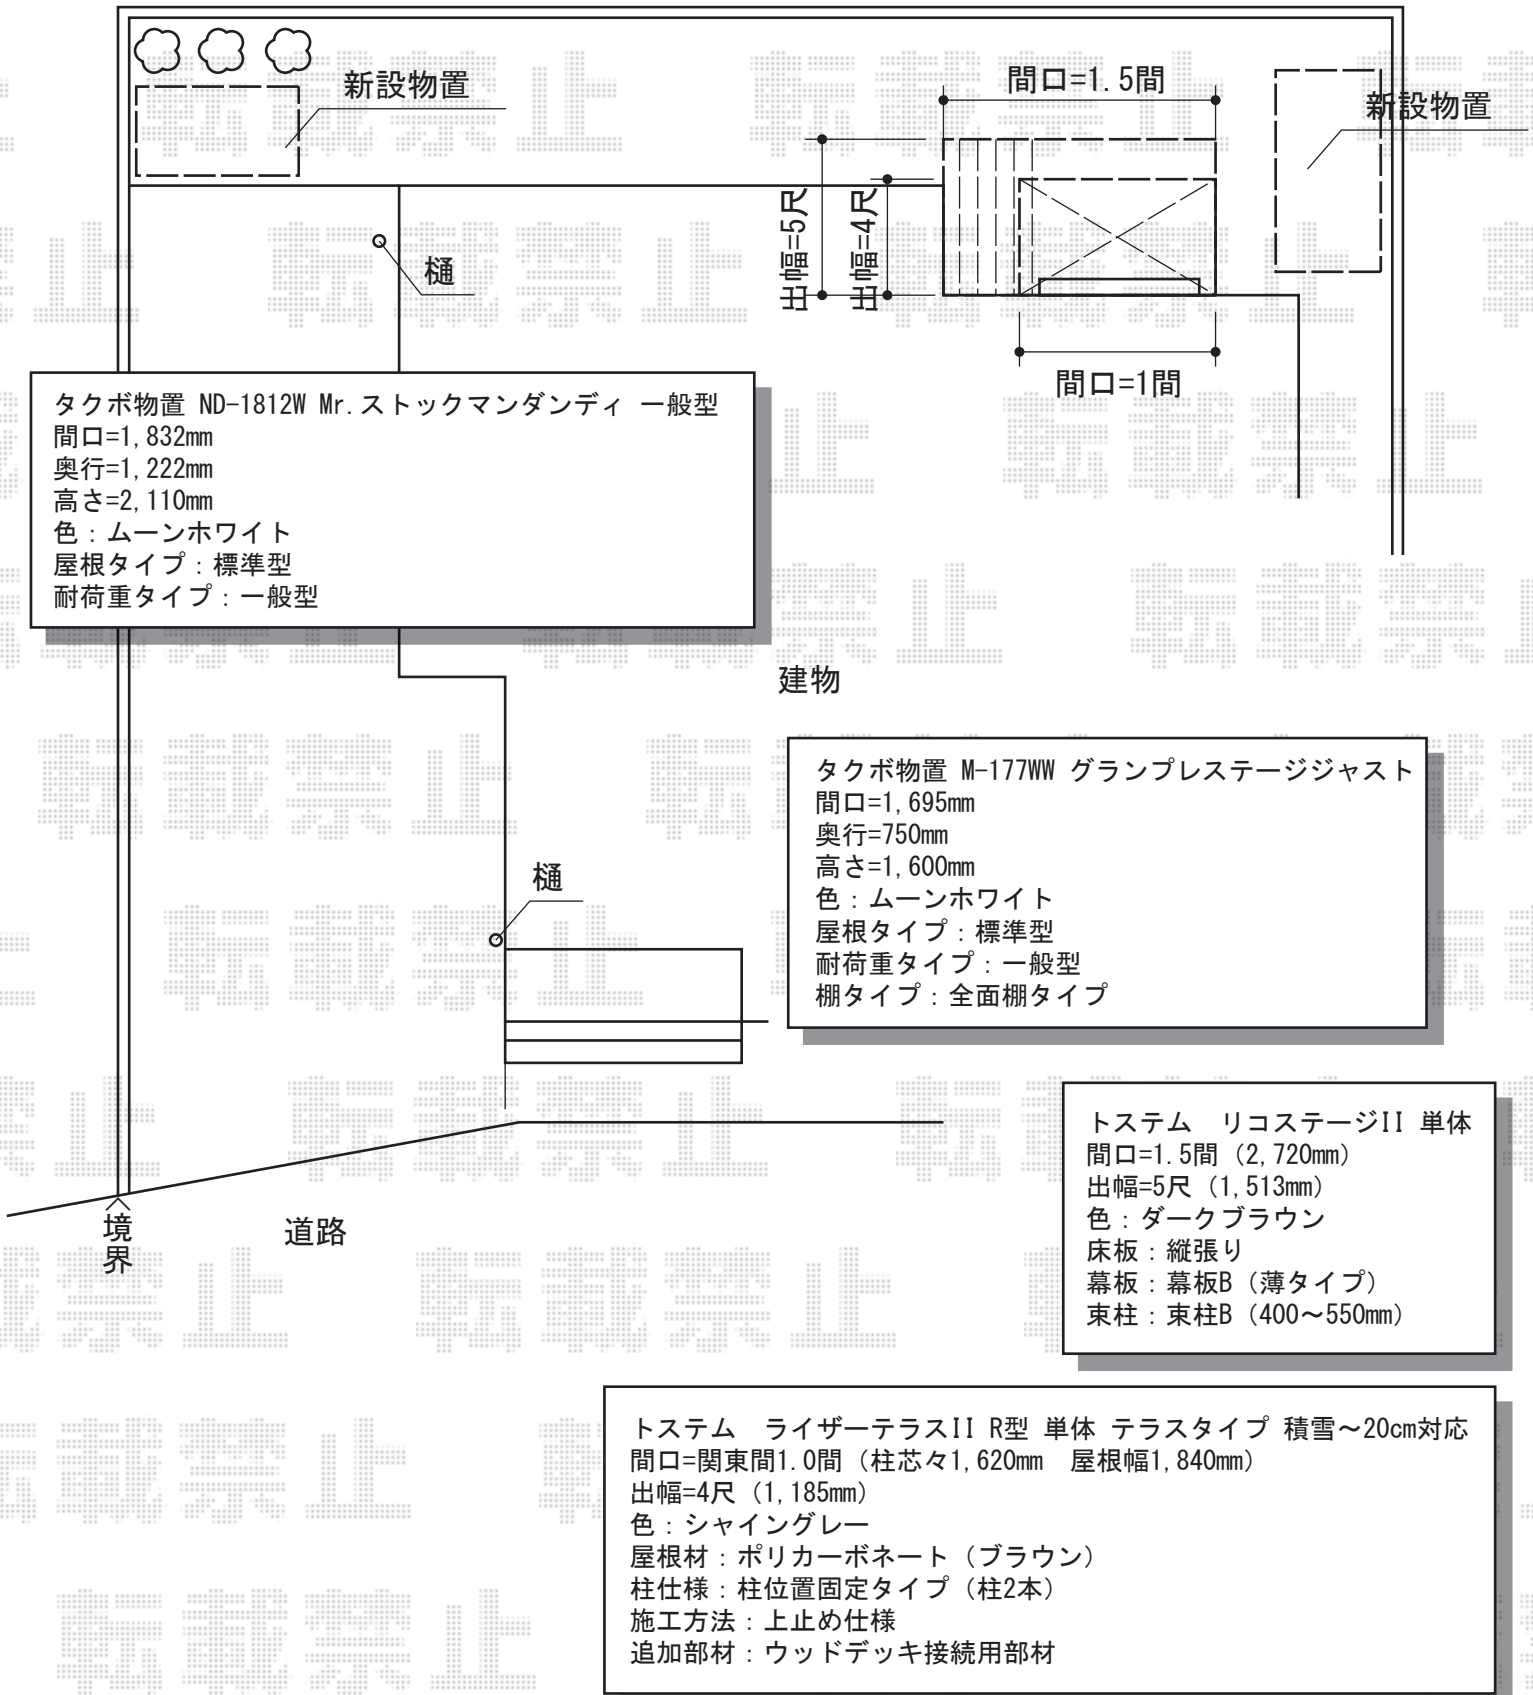 新設物置
間口=1.5間
新設物置
出幅=5尺
出幅=4尺
樋
間口=1間
タクボ物置 ND-1812W Mr.ストックマンダンディ 一般型
間口=1,832mm
奥行=1,222mm
高さ=2,110mm
色：ムーンホワイト
屋根タイプ：標準型
耐荷重タイプ：一般型
建物
タクボ物置 M-177WW グランプレステージジャスト
間口=1,695mm
奥行=750mm
高さ=1,600mm
色：ムーンホワイト
屋根タイプ：標準型
耐荷重タイプ：一般型
棚タイプ：全面棚タイプ
樋
トステム　リコステージII 単体
間口=1.5間（2,720mm）
出幅=5尺（1,513mm）
色：ダークブラウン
床板：縦張り
幕板：幕板B（薄タイプ）
束柱：束柱B（400～550mm）
境界
道路
トステム　ライザーテラスII R型 単体 テラスタイプ 積雪～20cm対応
間口=関東間1.0間（柱芯々1,620mm　屋根幅1,840mm）
出幅=4尺（1,185mm）
色：シャイングレー
屋根材：ポリカーボネート（ブラウン）
柱仕様：柱位置固定タイプ（柱2本）
施工方法：上止め仕様
追加部材：ウッドデッキ接続用部材
転載禁止